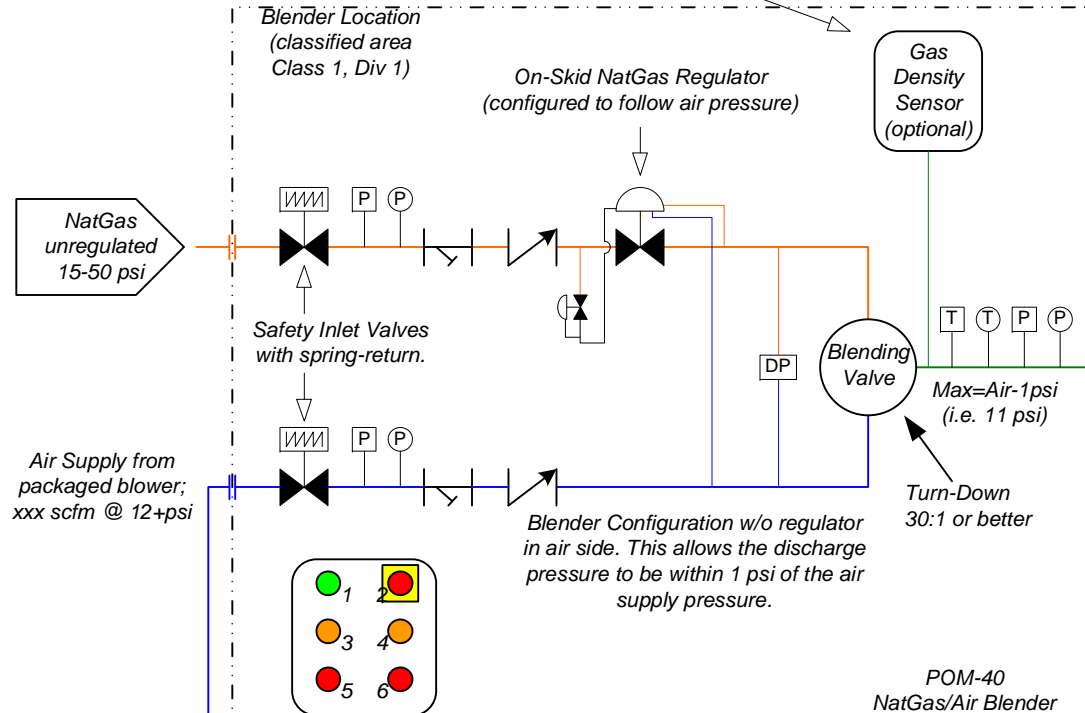 Blender Location
(classified area
Class 1, Div 1)
On-Skid NatGas Regulator
(configured to follow air pressure)
Gas
Density
Sensor
(optional)
NatGas
unregulated
15-50 psi
P
P
Safety Inlet Valves
with spring-return.
DP
Blending
Valve
T
T
P
P
Max=Air-1psi
(i.e. 11 psi)
Air Supply from
packaged blower;
xxx scfm @ 12+psi
P
P
Turn-Down
30:1 or better
Blender Configuration w/o regulator
in air side. This allows the discharge
pressure to be within 1 psi of the air
supply pressure.
1
2
3
4
5
6
POM-40
NatGas/Air Blender